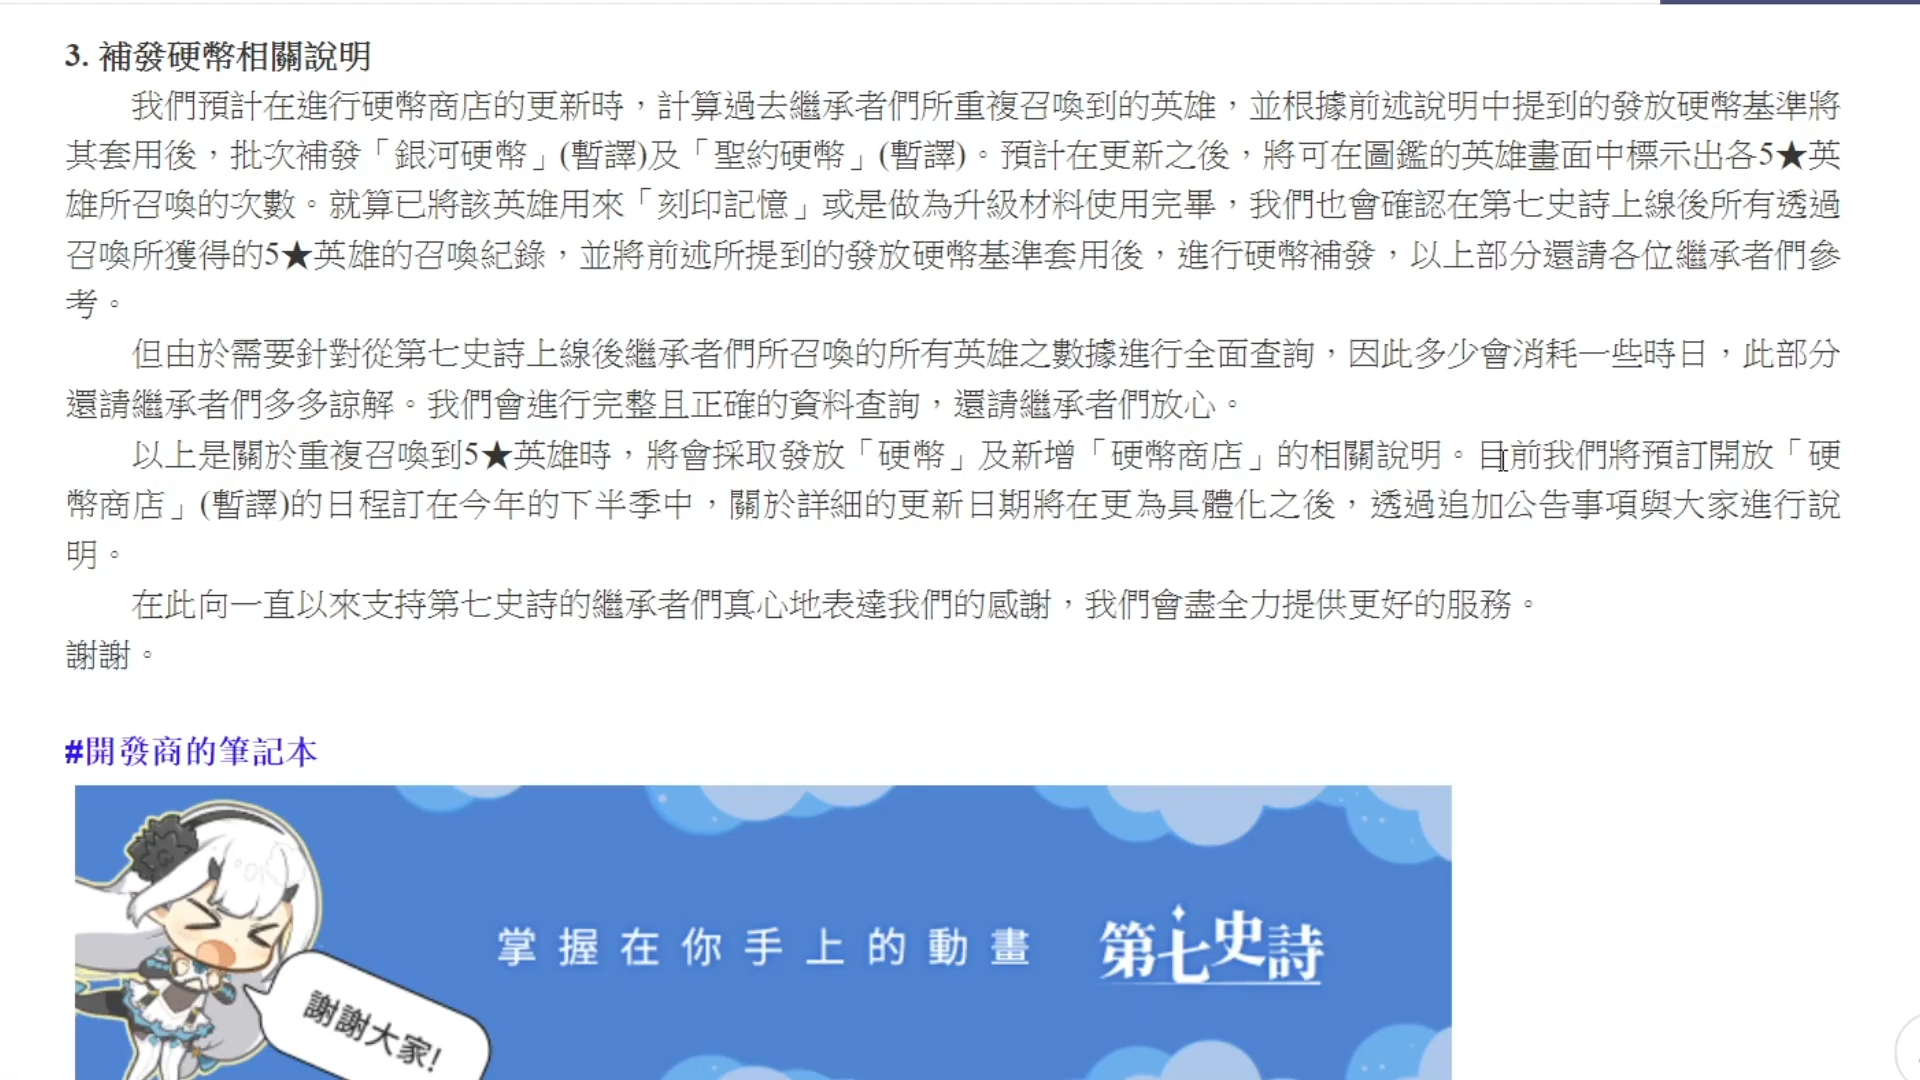 3. 補發硬幣相關說明
我們預計在進行硬幣商店的更新時，計算過去繼承者們所重複召喚到的英雄，並根據前述說明中提到的發放硬幣基準將
其套用後，批次補發「銀河硬幣」(暫譯)及「聖約硬幣」(暫譯)。預計在更新之後，將可在圖鑑的英雄畫面中標示出各5★英
雄所召喚的次數。就算已將該英雄用來「刻印記憶」或是做為升級材料使用完畢，我們也會確認在第七史詩上線後所有透過
召喚所獲得的5★英雄的召喚紀錄，並將前述所提到的發放硬幣基準套用後，進行硬幣補發，以上部分還請各位繼承者們參
考。
但由於需要針對從第七史詩上線後繼承者們所召喚的所有英雄之數據進行全面查詢，因此多少會消耗一些時日，此部分
還請繼承者們多多諒解。我們會進行完整且正確的資料查詢，還請繼承者們放心。
以上是關於重複召喚到5★英雄時，將會採取發放「硬幣」及新增「硬幣商店」的相關說明。目前我們將預訂開放「硬
幣商店」(暫譯)的日程訂在今年的下半季中，關於詳細的更新日期將在更為具體化之後，透過追加公告事項與大家進行說
明。
在此向一直以來支持第七史詩的繼承者們真心地表達我們的感謝，我們會盡全力提供更好的服務。
謝謝。
#開發商的筆記本
掌握在你手上的動畫 第七史詩
謝謝大家!